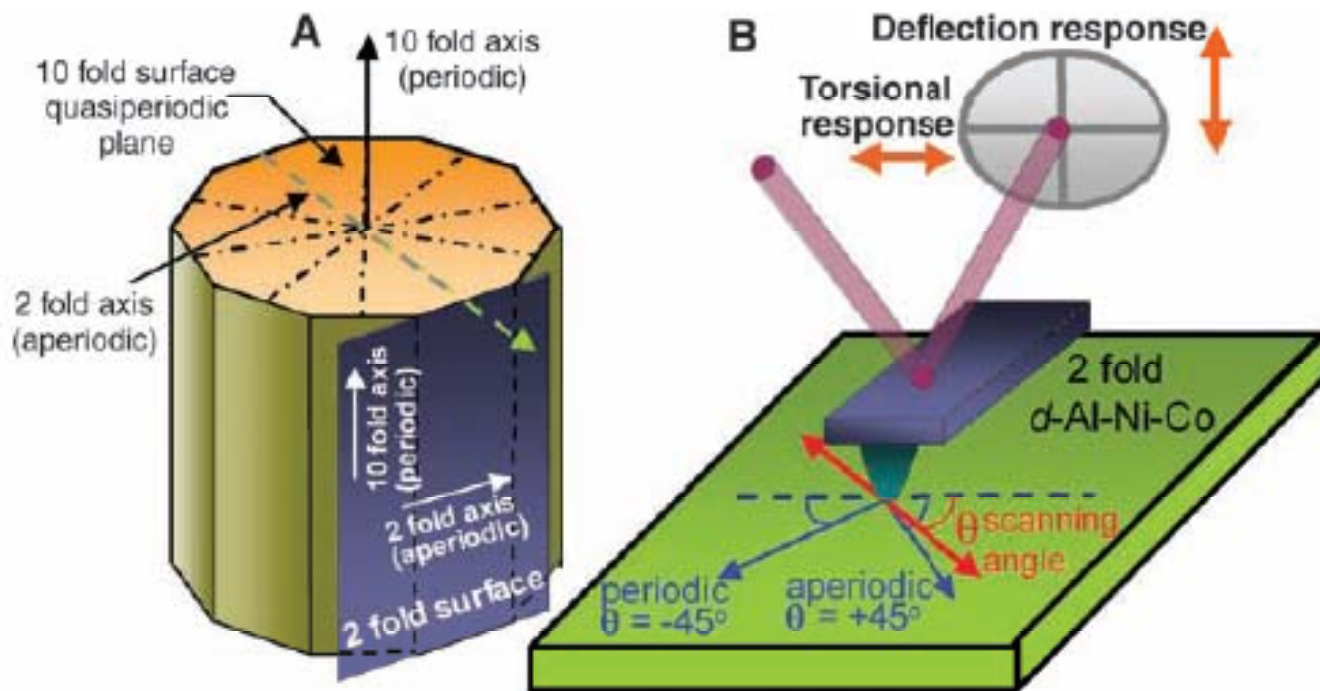 A
10 fold axis
(periodic)
10 fold surface
quasiperiodic
plane
2 fold axis
(aperiodic)
10 fold axis
(periodic)
2 fold axis
(aperiodic)
2 fold surface
B
Deflection response
Torsional
response
2 fold
d-Al-Ni-Co
θ scanning
angle
periodic
θ = -45°
aperiodic
θ = +45°